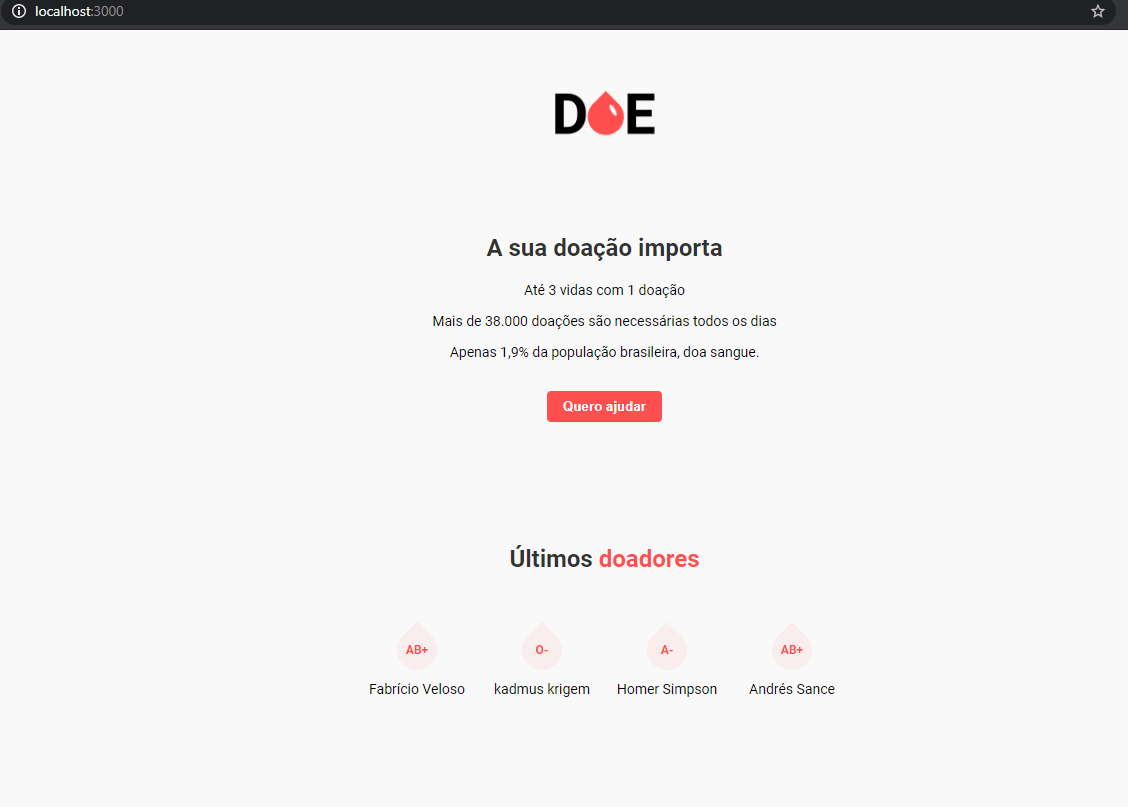 localhost:3000
DOE
A sua doação importa
Até 3 vidas com 1 doação
Mais de 38.000 doações são necessárias todos os dias
Apenas 1,9% da população brasileira, doa sangue.
Quero ajudar
Últimos doadores
AB+ O- A- AB+
Fabrício Veloso kadmus krigem Homer Simpson Andrés Sance